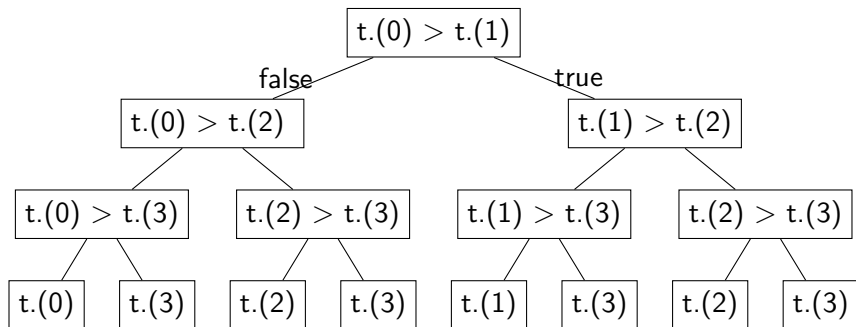 t.(0) > t.(1)
false
true
t.(0) > t.(2)
t.(1) > t.(2)
t.(0) > t.(3)
t.(2) > t.(3)
t.(1) > t.(3)
t.(2) > t.(3)
t.(0)
t.(3)
t.(2)
t.(3)
t.(1)
t.(3)
t.(2)
t.(3)